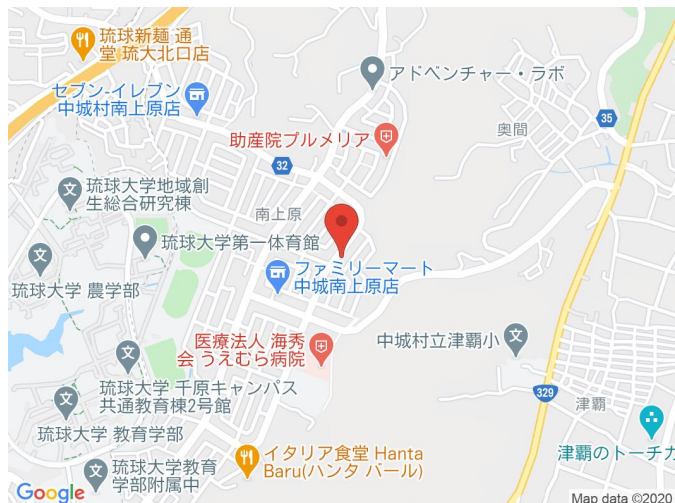 琉球新麺 通
堂 琉大北口店
アドベンチャー・ラボ
セブン-イレブン
中城村南上原店
35
奥間
助産院プルメリア
32
琉球大学地域創
生総合研究棟
南上原
琉球大学第一体育館
ファミリーマート
中城南上原店
琉球大学 農学部
医療法人 海秀
会 うえむら病院
中城村立津覇小
琉球大学 千原キャンパス
共通教育棟2号館
329
津覇
琉球大学 教育学部
津覇のトーチカ
イタリア食堂 Hanta
Baru(ハンタ バール)
琉球大学教育
学部附属中
Google
Map data ©2020